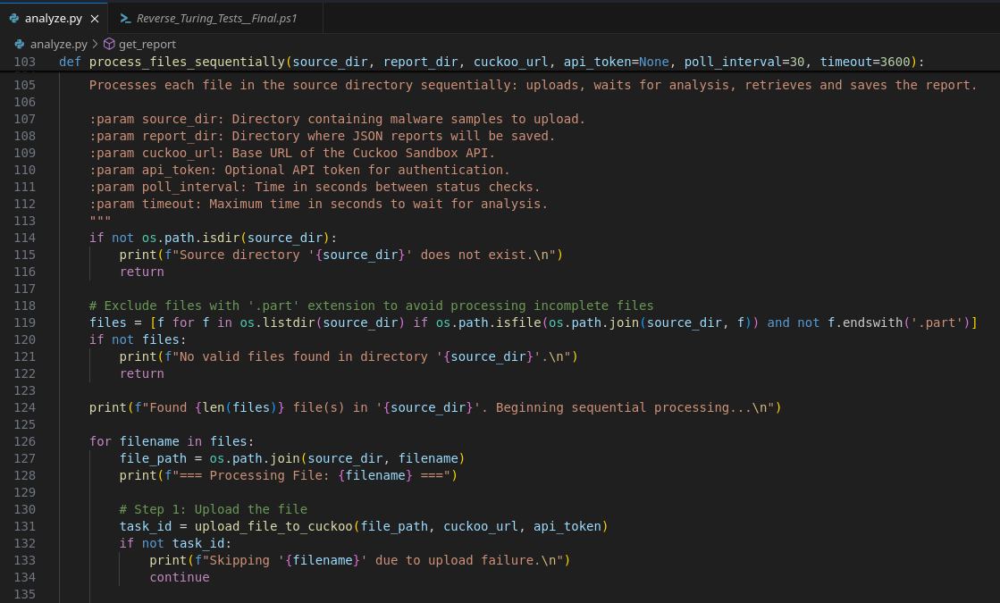 analyze.py
Reverse_Turing_Tests__Final.ps1
analyze.py > get_report
103 def process_files_sequentially(source_dir, report_dir, cuckoo_url, api_token=None, poll_interval=30, timeout=3600):
105     Processes each file in the source directory sequentially: uploads, waits for analysis, retrieves and saves the report.
106
107     :param source_dir: Directory containing malware samples to upload.
108     :param report_dir: Directory where JSON reports will be saved.
109     :param cuckoo_url: Base URL of the Cuckoo Sandbox API.
110     :param api_token: Optional API token for authentication.
111     :param poll_interval: Time in seconds between status checks.
112     :param timeout: Maximum time in seconds to wait for analysis.
113     """
114     if not os.path.isdir(source_dir):
115         print(f"Source directory '{source_dir}' does not exist.\n")
116         return
117
118     # Exclude files with '.part' extension to avoid processing incomplete files
119     files = [f for f in os.listdir(source_dir) if os.path.isfile(os.path.join(source_dir, f)) and not f.endswith('.part')]
120     if not files:
121         print(f"No valid files found in directory '{source_dir}'.\n")
122         return
123
124     print(f"Found {len(files)} file(s) in '{source_dir}'. Beginning sequential processing...\n")
125
126     for filename in files:
127         file_path = os.path.join(source_dir, filename)
128         print(f"=== Processing File: {filename} ===")
129
130         # Step 1: Upload the file
131         task_id = upload_file_to_cuckoo(file_path, cuckoo_url, api_token)
132         if not task_id:
133             print(f"Skipping '{filename}' due to upload failure.\n")
134             continue
135